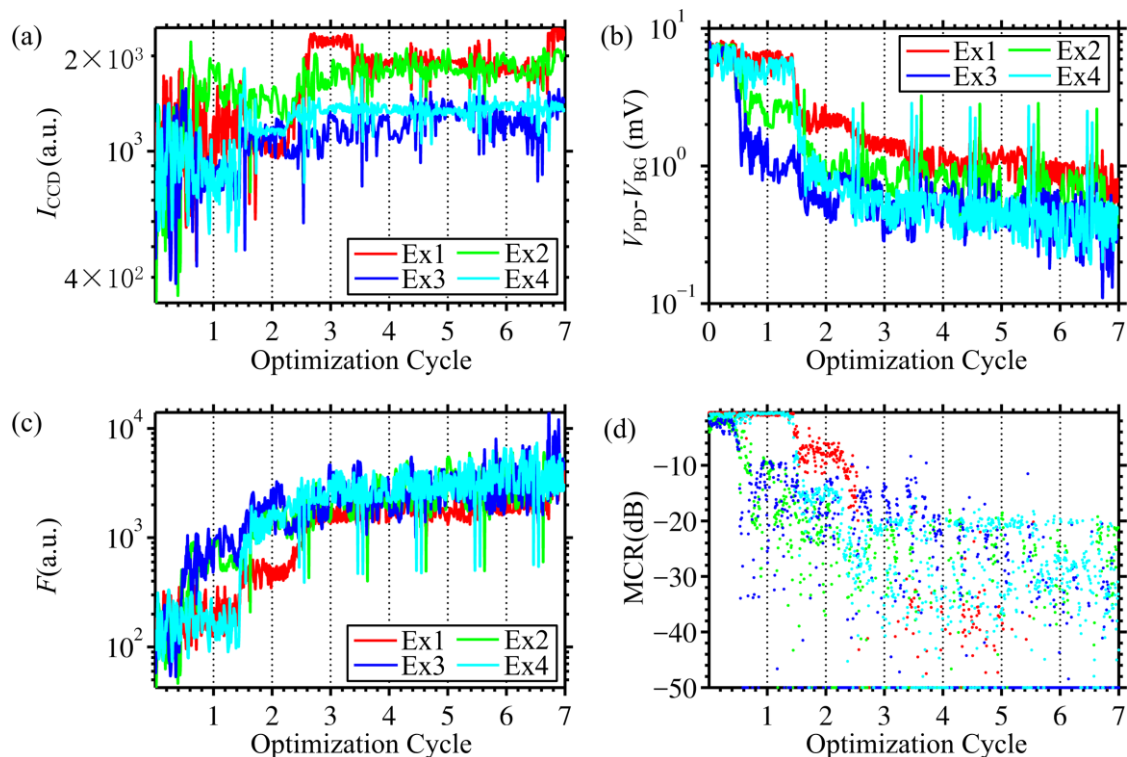 (a)
I_CCD (a.u.)
2×10³
10³
4×10²
Ex1 Ex2
Ex3 Ex4
1 2 3 4 5 6 7
Optimization Cycle
(b)
V_PD-V_BG (mV)
10¹
10⁰
10⁻¹
Ex1 Ex2
Ex3 Ex4
0 1 2 3 4 5 6 7
Optimization Cycle
(c)
F(a.u.)
10⁴
10³
10²
Ex1 Ex2
Ex3 Ex4
1 2 3 4 5 6 7
Optimization Cycle
(d)
MCR(dB)
−10
−20
−30
−40
−50
1 2 3 4 5 6 7
Optimization Cycle